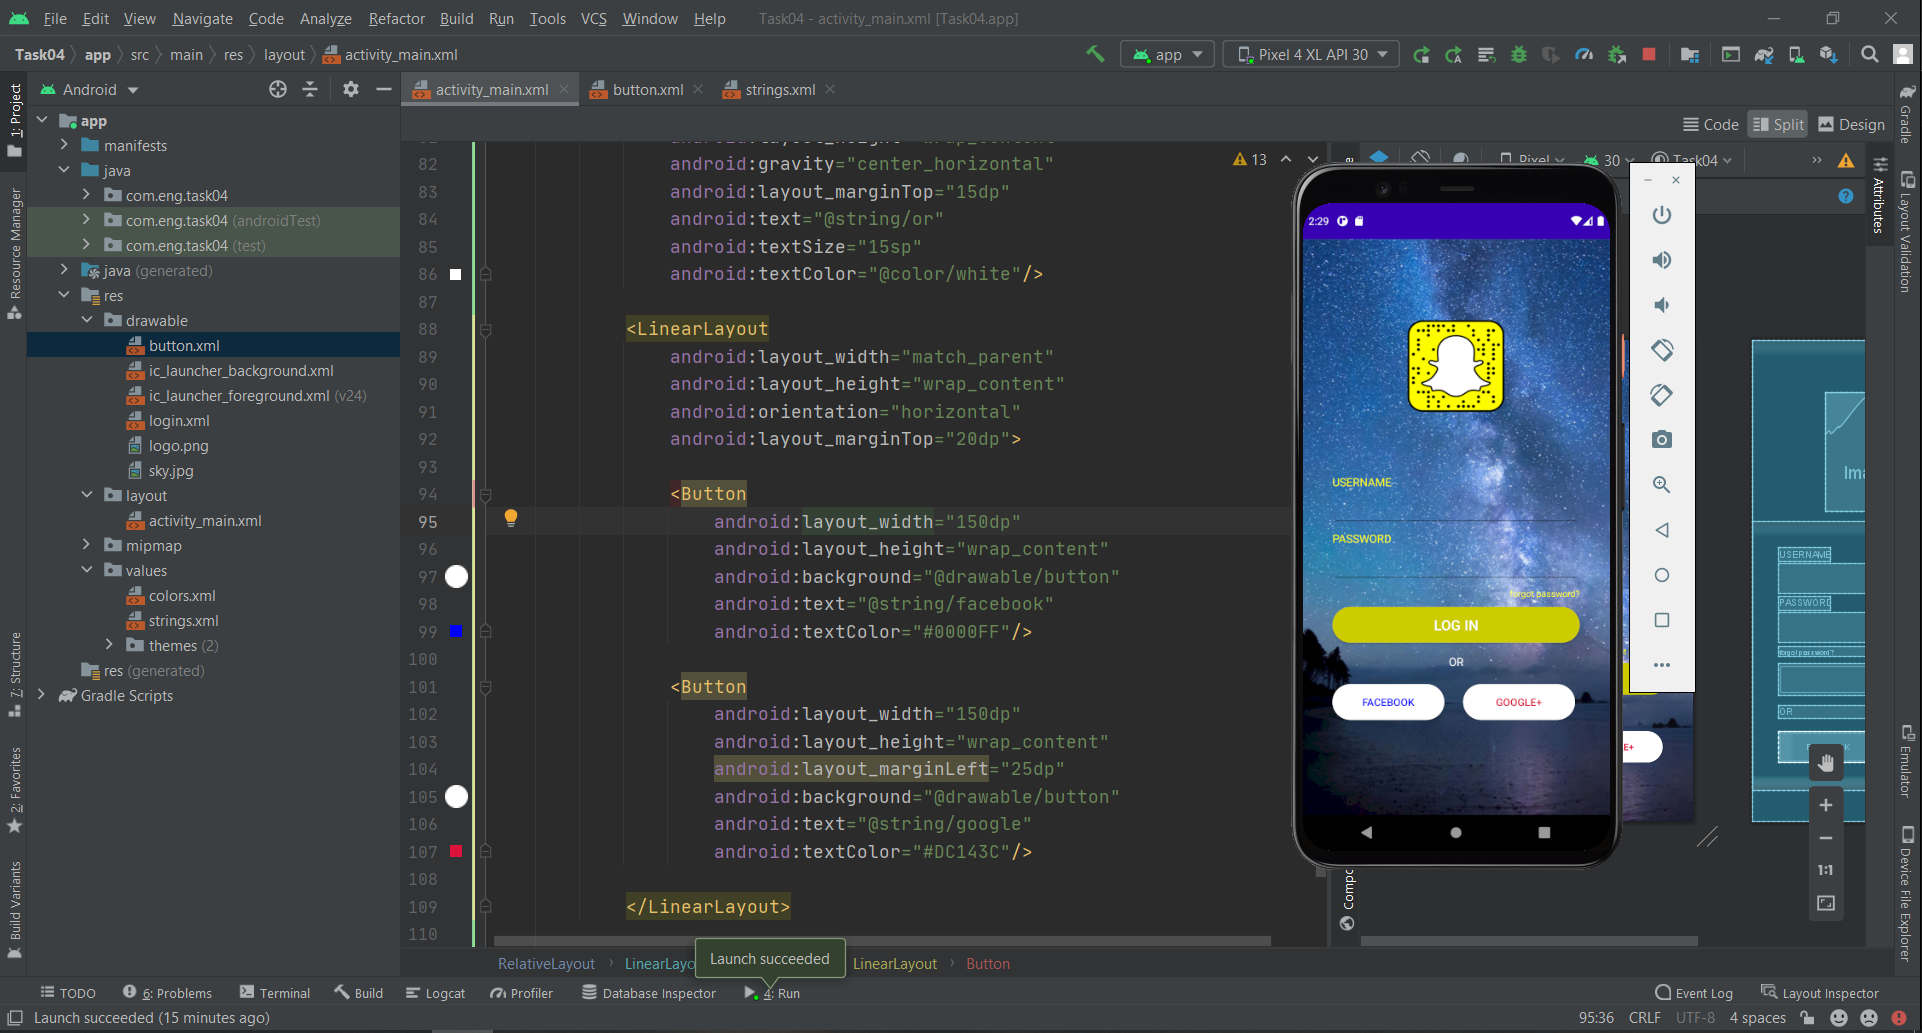 File Edit View Navigate Code Analyze Refactor Build Run Tools VCS Window Help Task04 - activity_main.xml [Task04.app]
Task04 app src main res layout activity_main.xml app Pixel 4 XL API 30
1: Project
Resource Manager
7: Structure
2: Favorites
Build Variants
Android
app
manifests
java
com.eng.task04
com.eng.task04 (androidTest)
com.eng.task04 (test)
java (generated)
res
drawable
button.xml
ic_launcher_background.xml
ic_launcher_foreground.xml (v24)
login.xml
logo.png
sky.jpg
layout
activity_main.xml
mipmap
values
colors.xml
strings.xml
themes (2)
res (generated)
Gradle Scripts
activity_main.xml button.xml strings.xml
Code Split Design
13
82 android:gravity="center_horizontal"
83 android:layout_marginTop="15dp"
84 android:text="@string/or"
85 android:textSize="15sp"
86 android:textColor="@color/white"/>
87
88 <LinearLayout
89 android:layout_width="match_parent"
90 android:layout_height="wrap_content"
91 android:orientation="horizontal"
92 android:layout_marginTop="20dp">
93
94 <Button
95 android:layout_width="150dp"
96 android:layout_height="wrap_content"
97 android:background="@drawable/button"
98 android:text="@string/facebook"
99 android:textColor="#0000FF"/>
100
101 <Button
102 android:layout_width="150dp"
103 android:layout_height="wrap_content"
104 android:layout_marginLeft="25dp"
105 android:background="@drawable/button"
106 android:text="@string/google"
107 android:textColor="#DC143C"/>
108
109 </LinearLayout>
110
RelativeLayout LinearLayo LinearLayout Button
Launch succeeded
Pixel 30 Task04
2:29
USERNAME
PASSWORD
forgot password?
LOG IN
OR
FACEBOOK GOOGLE+
E+
Ima
USERNAME
PASSWORD
forgot password?
OR
1:1
Compo
Attributes
Gradle
Layout Validation
Emulator
Device File Explorer
TODO 6: Problems Terminal Build Logcat Profiler Database Inspector 4: Run Event Log Layout Inspector
Launch succeeded (15 minutes ago) 95:36 CRLF UTF-8 4 spaces